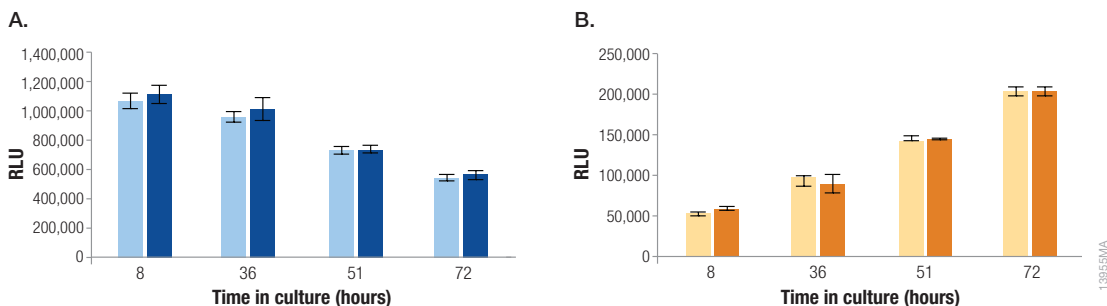 A.
1,400,000
1,200,000
1,000,000
800,000
600,000
400,000
200,000
0
RLU
8 36 51 72
Time in culture (hours)
B.
250,000
200,000
150,000
100,000
50,000
0
RLU
8 36 51 72
Time in culture (hours)
13955MA